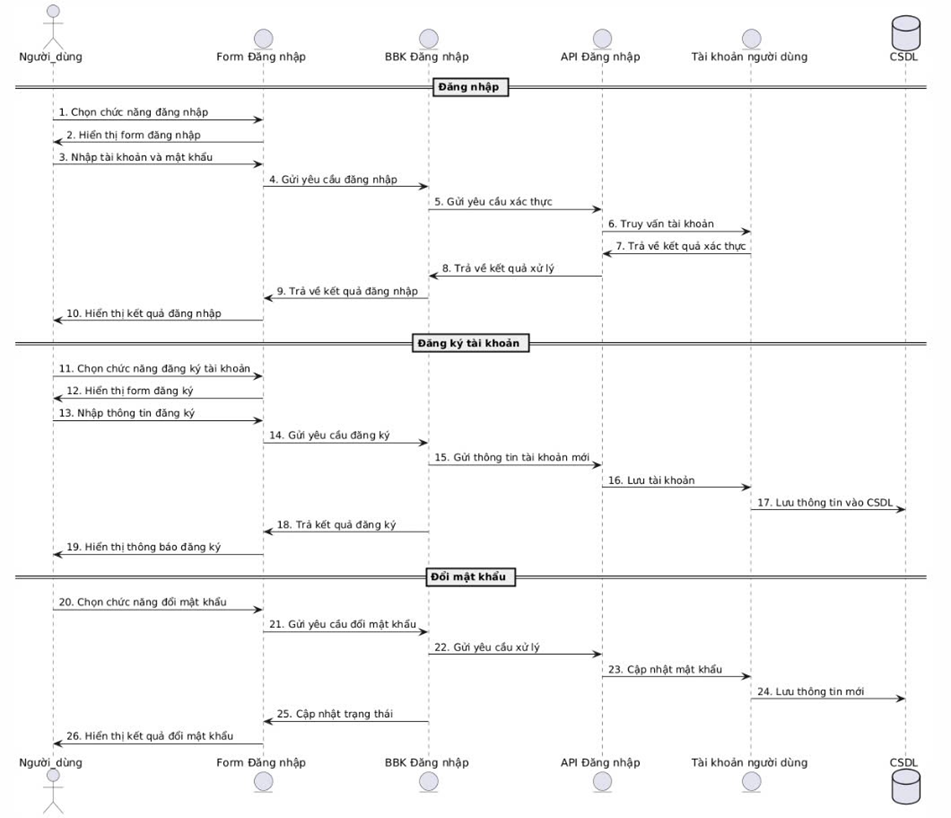 Người_dùng
Form Đăng nhập
BBK Đăng nhập
API Đăng nhập
Tài khoản người dùng
CSDL
Đăng nhập
1. Chọn chức năng đăng nhập
2. Hiển thị form đăng nhập
3. Nhập tài khoản và mật khẩu
4. Gửi yêu cầu đăng nhập
5. Gửi yêu cầu xác thực
6. Truy vấn tài khoản
7. Trả về kết quả xác thực
8. Trả về kết quả xử lý
9. Trả về kết quả đăng nhập
10. Hiển thị kết quả đăng nhập
Đăng ký tài khoản
11. Chọn chức năng đăng ký tài khoản
12. Hiển thị form đăng ký
13. Nhập thông tin đăng ký
14. Gửi yêu cầu đăng ký
15. Gửi thông tin tài khoản mới
16. Lưu tài khoản
17. Lưu thông tin vào CSDL
18. Trả kết quả đăng ký
19. Hiển thị thông báo đăng ký
Đổi mật khẩu
20. Chọn chức năng đổi mật khẩu
21. Gửi yêu cầu đổi mật khẩu
22. Gửi yêu cầu xử lý
23. Cập nhật mật khẩu
24. Lưu thông tin mới
25. Cập nhật trạng thái
26. Hiển thị kết quả đổi mật khẩu
Người_dùng
Form Đăng nhập
BBK Đăng nhập
API Đăng nhập
Tài khoản người dùng
CSDL